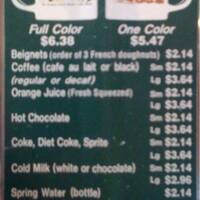 Full Color One Color
$6.38 $5.47
Beignets (order of 3 French doughnuts) $2.14
Coffee (cafe au lait or black) Sm $2.14
(regular or decaf) Lg $3.64
Orange Juice (Fresh Squeezed) Sm $2.14
Lg $3.64
Hot Chocolate Sm $2.14
Lg $3.64
Coke, Diet Coke, Sprite Sm $2.14
Lg $3.64
Cold Milk (white or chocolate) Sm $2.14
Lg $2.96
Spring Water (bottle) $2.14